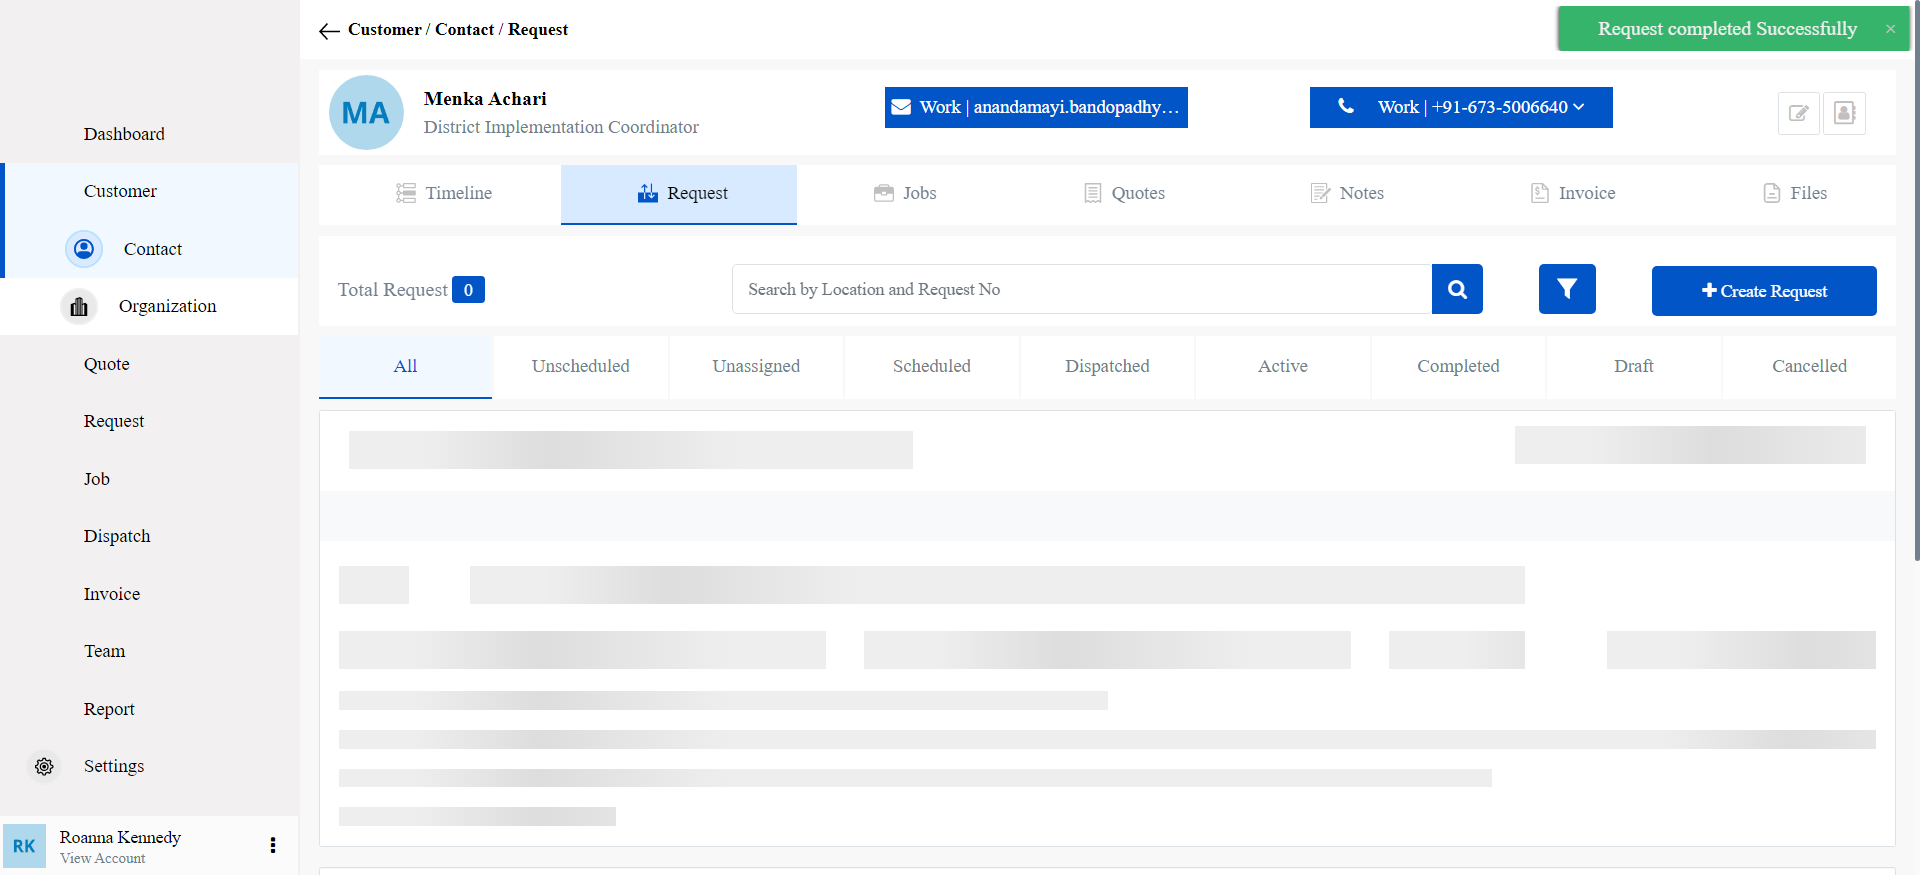 Customer / Contact / Request
Request completed Successfully ×
MA
Menka Achari
District Implementation Coordinator
Work | anandamayi.bandopadhy...
Work | +91-673-5006640
Dashboard
Customer
Contact
Organization
Quote
Request
Job
Dispatch
Invoice
Team
Report
Settings
RK
Roanna Kennedy
View Account
Timeline
Request
Jobs
Quotes
Notes
Invoice
Files
Total Request 0
Search by Location and Request No
Create Request
All
Unscheduled
Unassigned
Scheduled
Dispatched
Active
Completed
Draft
Cancelled